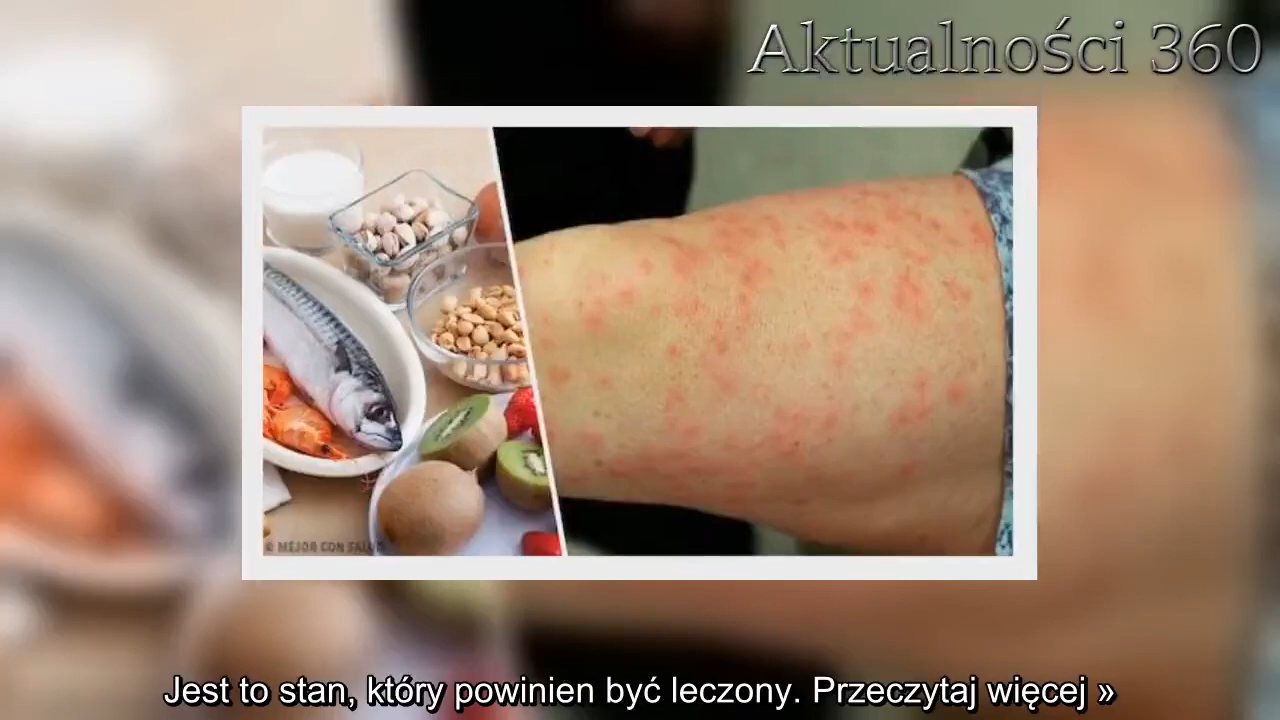 Aktualności 360
© MEJOR CON SALUD
Jest to stan, który powinien być leczony. Przeczytaj więcej »